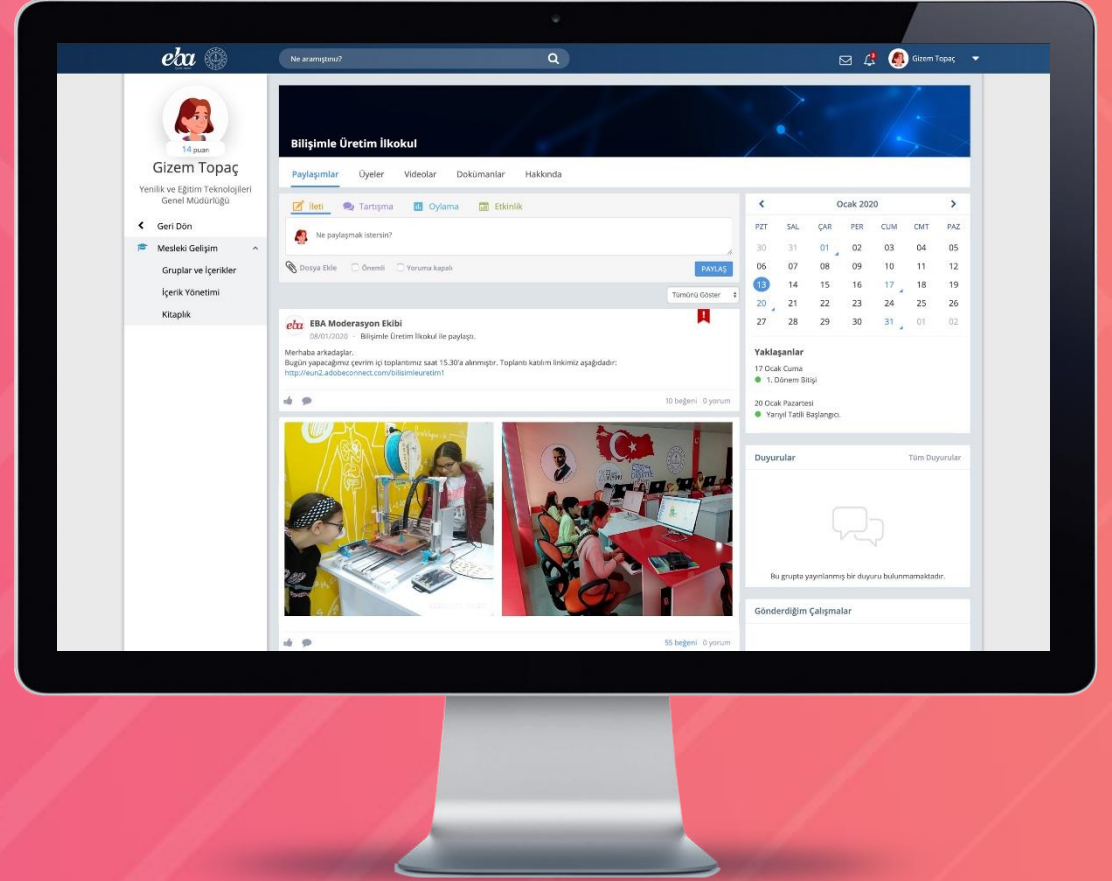 eba
Ne aramıştınız?
Gizem Topaç
14 puan
Gizem Topaç
Yenilik ve Eğitim Teknolojileri
Genel Müdürlüğü
Geri Dön
Mesleki Gelişim
Gruplar ve İçerikler
İçerik Yönetimi
Kitaplık
Bilişimle Üretim İlkokul
Paylaşımlar Üyeler Videolar Dokümanlar Hakkında
İleti Tartışma Oylama Etkinlik
Ne paylaşmak istersin?
Dosya Ekle Önemli Yoruma kapalı PAYLAŞ
Tümünü Göster
eba EBA Moderasyon Ekibi
08/01/2020 - Bilişimle Üretim İlkokul ile paylaştı.
Merhaba arkadaşlar.
Bugün yapacağımız çevrim içi toplantımız saat 15.30'a alınmıştır. Toplantı katılım linkimiz aşağıdadır:
http://eun2.adobeconnect.com/bilisimleuretim1
10 beğeni 0 yorum
55 beğeni 0 yorum
Ocak 2020
PZT SAL ÇAR PER CUM CMT PAZ
30 31 01 02 03 04 05
06 07 08 09 10 11 12
13 14 15 16 17 18 19
20 21 22 23 24 25 26
27 28 29 30 31 01 02
Yaklaşanlar
17 Ocak Cuma
1. Dönem Bitişi
20 Ocak Pazartesi
Yarıyıl Tatili Başlangıcı.
Duyurular Tüm Duyurular
Bu grupta yayınlanmış bir duyuru bulunmamaktadır.
Gönderdiğim Çalışmalar